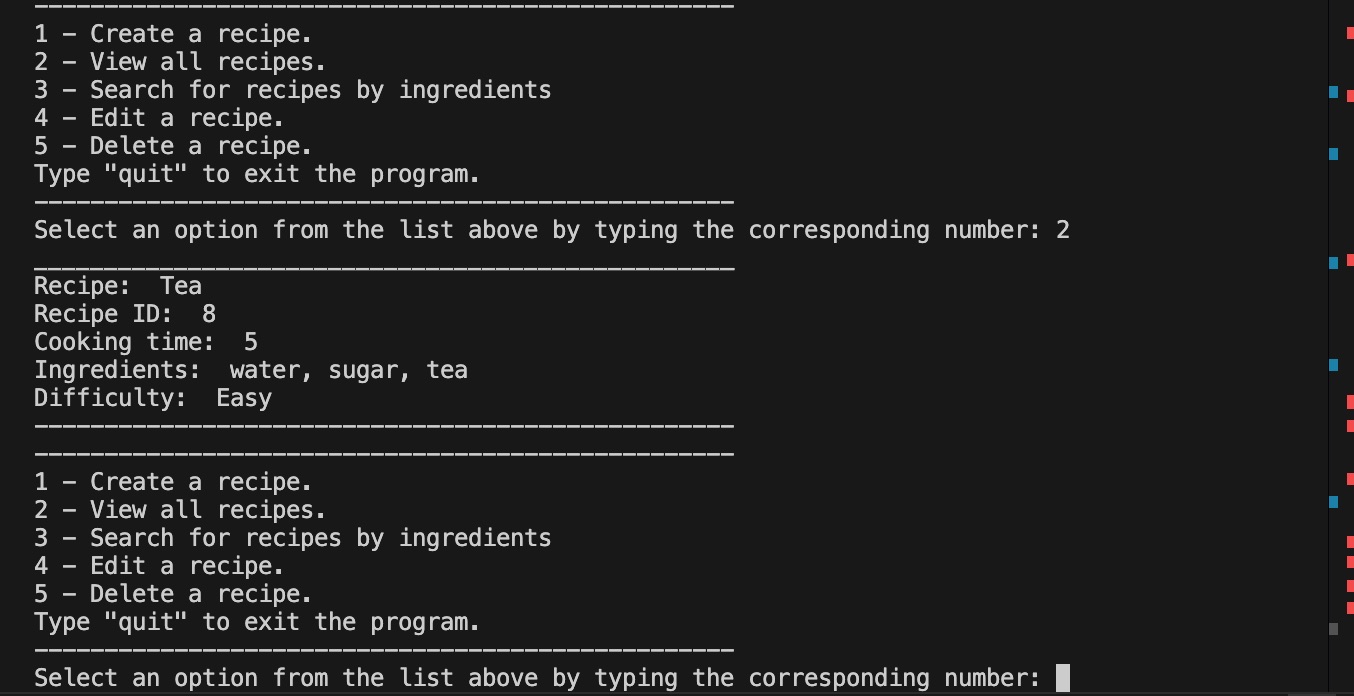 --------------------------------------------------
1 - Create a recipe.
2 - View all recipes.
3 - Search for recipes by ingredients
4 - Edit a recipe.
5 - Delete a recipe.
Type "quit" to exit the program.
--------------------------------------------------
Select an option from the list above by typing the corresponding number: 2
__________________________________________________
Recipe:  Tea
Recipe ID:  8
Cooking time:  5
Ingredients:  water, sugar, tea
Difficulty:  Easy
--------------------------------------------------
--------------------------------------------------
1 - Create a recipe.
2 - View all recipes.
3 - Search for recipes by ingredients
4 - Edit a recipe.
5 - Delete a recipe.
Type "quit" to exit the program.
--------------------------------------------------
Select an option from the list above by typing the corresponding number: